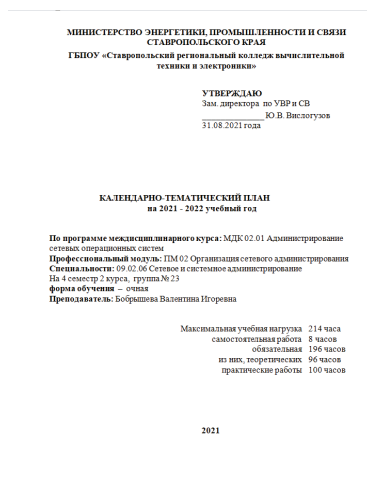 МИНИСТЕРСТВО ЭНЕРГЕТИКИ, ПРОМЫШЛЕННОСТИ И СВЯЗИ
СТАВРОПОЛЬСКОГО КРАЯ
ГБПОУ «Ставропольский региональный колледж вычислительной
техники и электроники»
УТВЕРЖДАЮ
Зам. директора по УВР и СВ
_______________ Ю.В. Вислогузов
31.08.2021 года
КАЛЕНДАРНО-ТЕМАТИЧЕСКИЙ ПЛАН
на 2021 - 2022 учебный год
По программе междисциплинарного курса: МДК 02.01 Администрирование
сетевых операционных систем
Профессиональный модуль: ПМ 02 Организация сетевого администрирования
Специальности: 09.02.06 Сетевое и системное администрирование
На 4 семестр 2 курса, группа № 23
форма обучения – очная
Преподаватель: Бобрышева Валентина Игоревна
Максимальная учебная нагрузка 214 часа
самостоятельная работа 8 часов
обязательная 196 часов
из них, теоретических 96 часов
практические работы 100 часов
2021